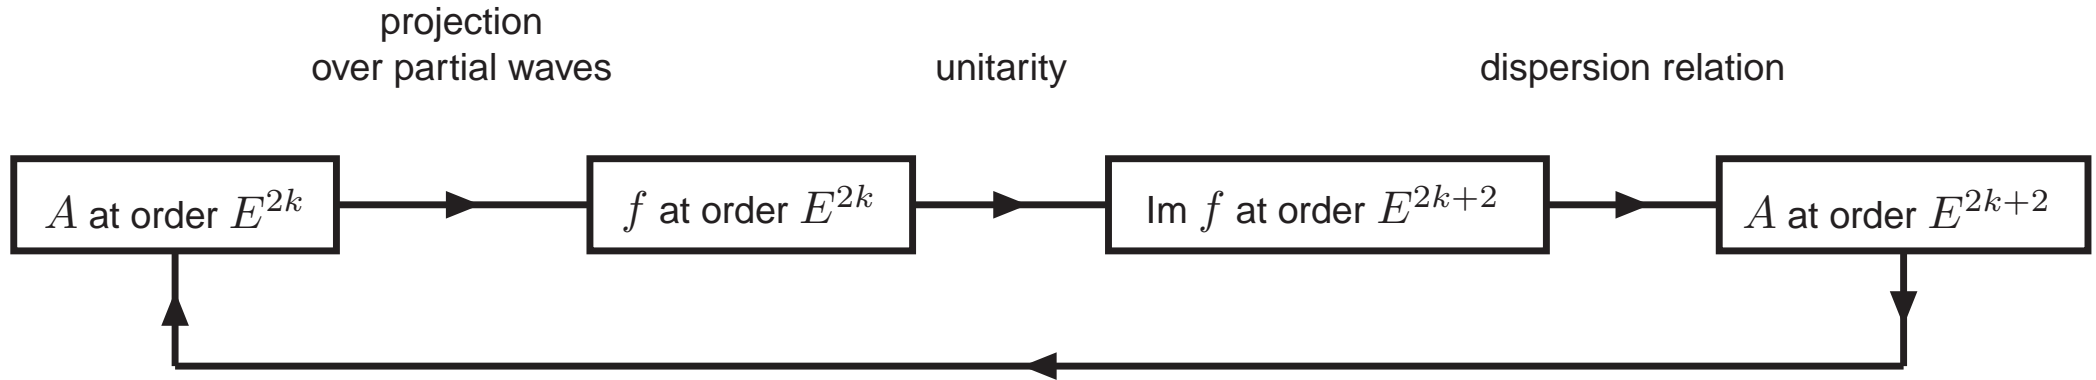 projection
over partial waves
unitarity
dispersion relation
A at order E^{2k}
f at order E^{2k}
Im f at order E^{2k+2}
A at order E^{2k+2}